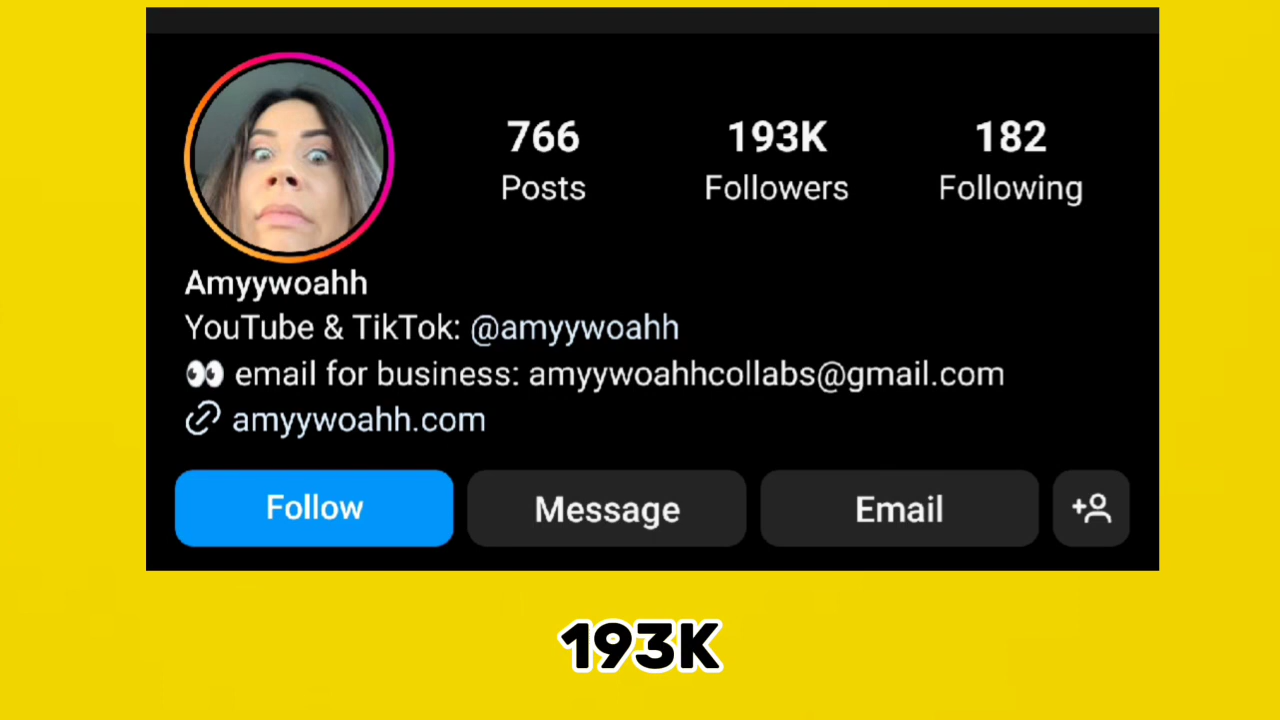 766 193K 182
Posts Followers Following
Amyywoahh
YouTube & TikTok: @amyywoahh
👀 email for business: amyywoahhcollabs@gmail.com
amyywoahh.com
Follow Message Email
193K